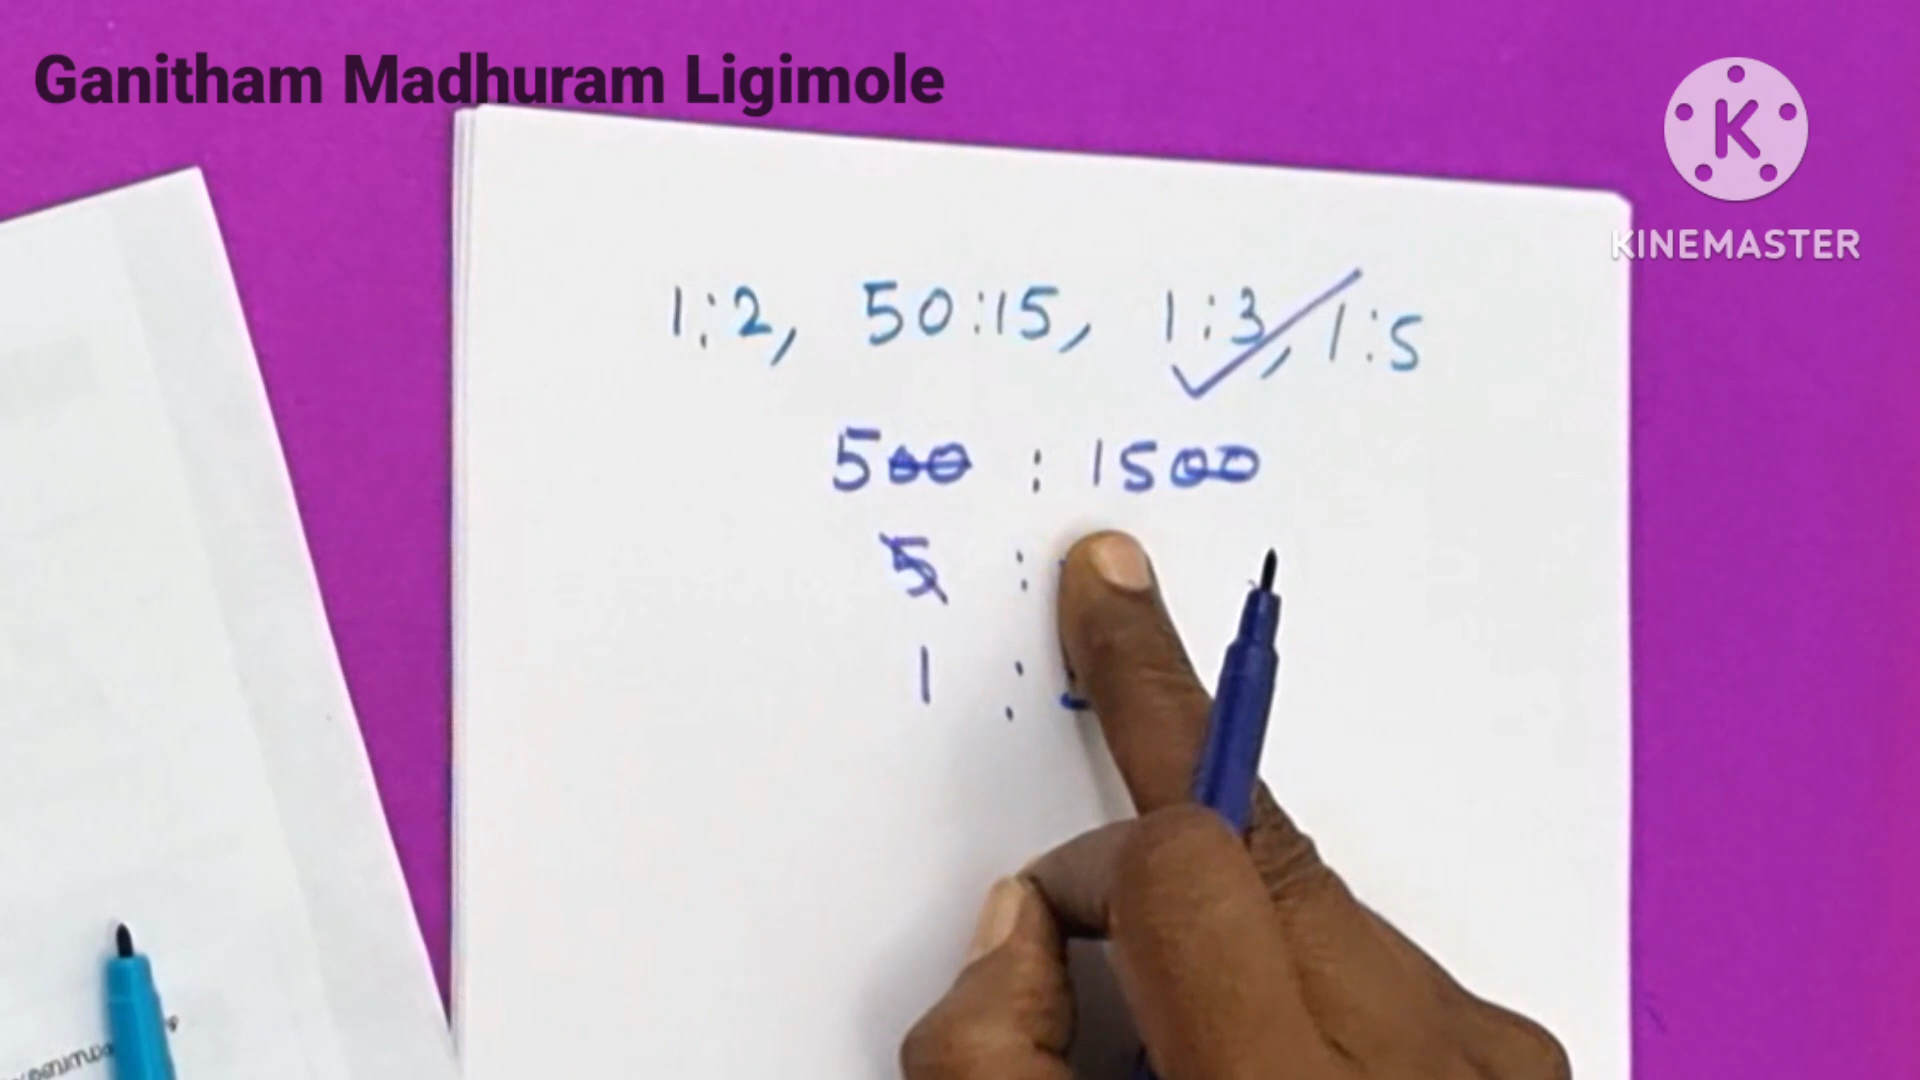 Ganitham Madhuram Ligimole
K
KINEMASTER
1:2, 50:15, 1:3, 1:5
500 : 1500
5 :
1 :